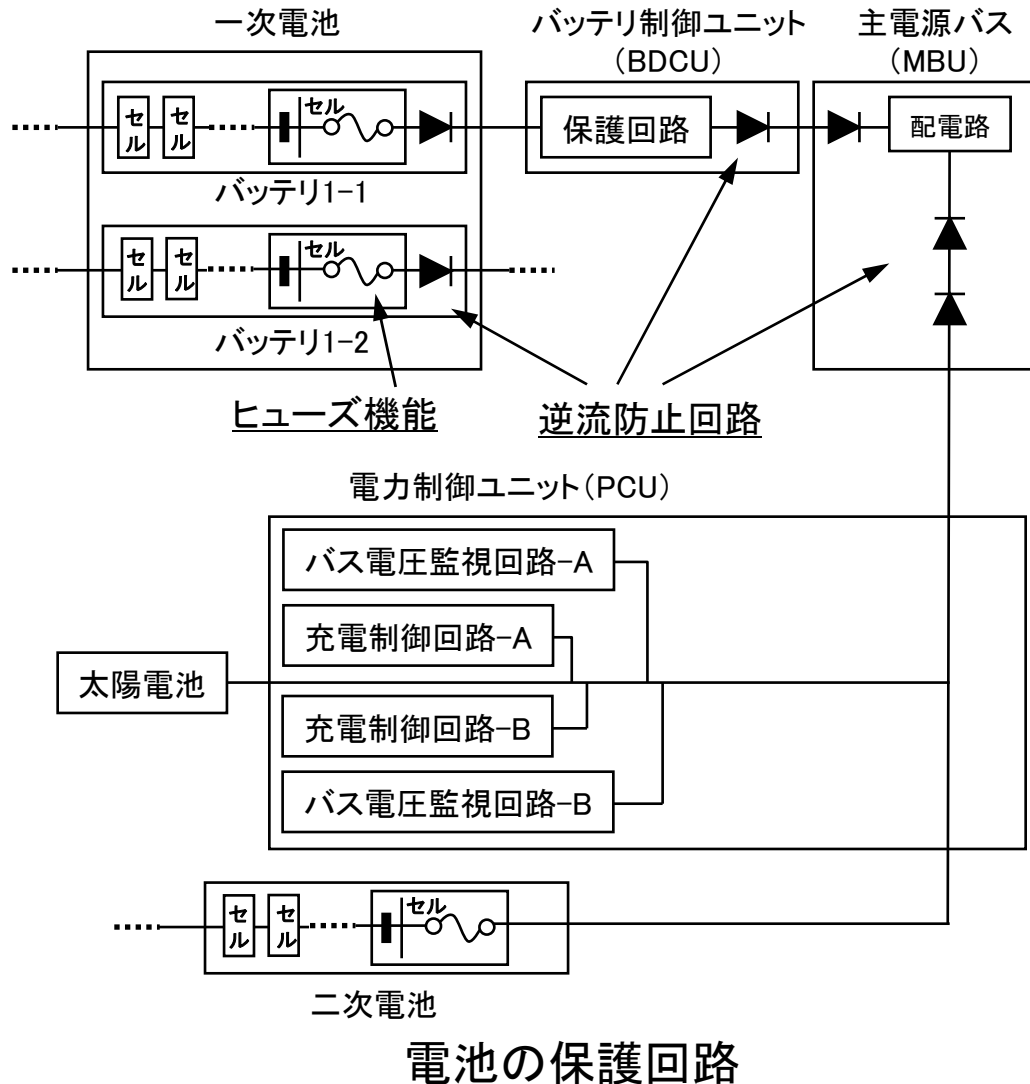 一次電池
バッテリ制御ユニット
(BDCU)
主電源バス
(MBU)
セル
セル
セル
バッテリ1-1
保護回路
配電路
セル
セル
セル
バッテリ1-2
ヒューズ機能
逆流防止回路
電力制御ユニット(PCU)
バス電圧監視回路-A
充電制御回路-A
太陽電池
充電制御回路-B
バス電圧監視回路-B
セル
セル
セル
二次電池
電池の保護回路